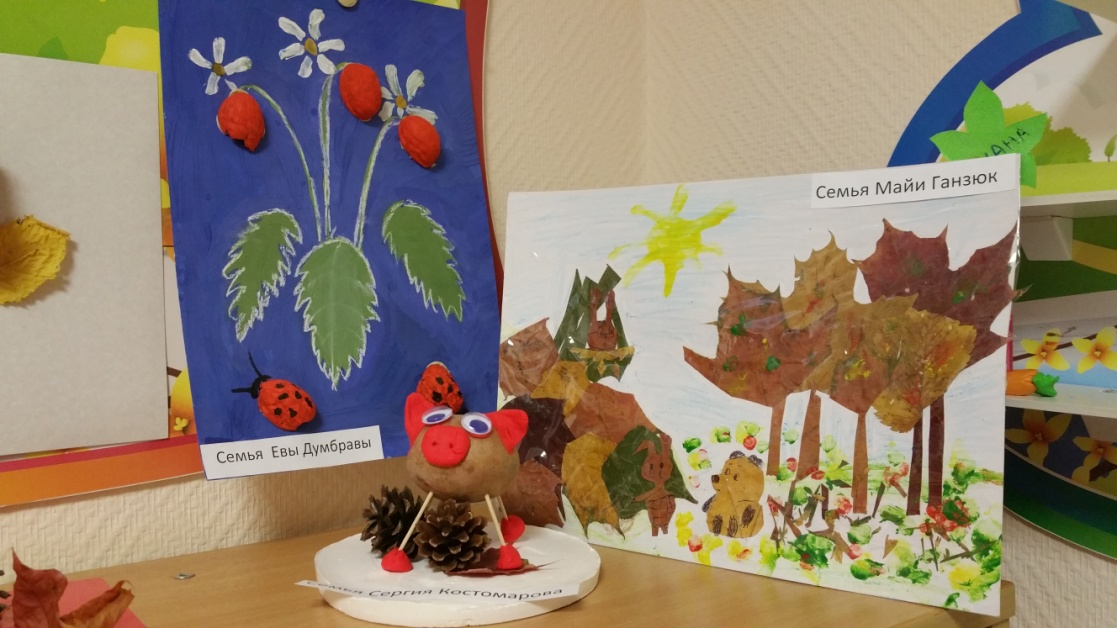 Семья Майи Ганзюк
Семья Евы Думбравы
Семья Сергия Костомарова